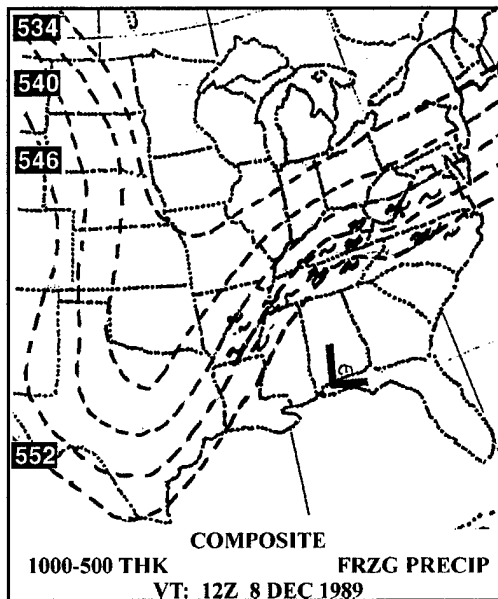 534
540
546
L
552
COMPOSITE
1000-500 THK FRZG PRECIP
VT: 12Z 8 DEC 1989